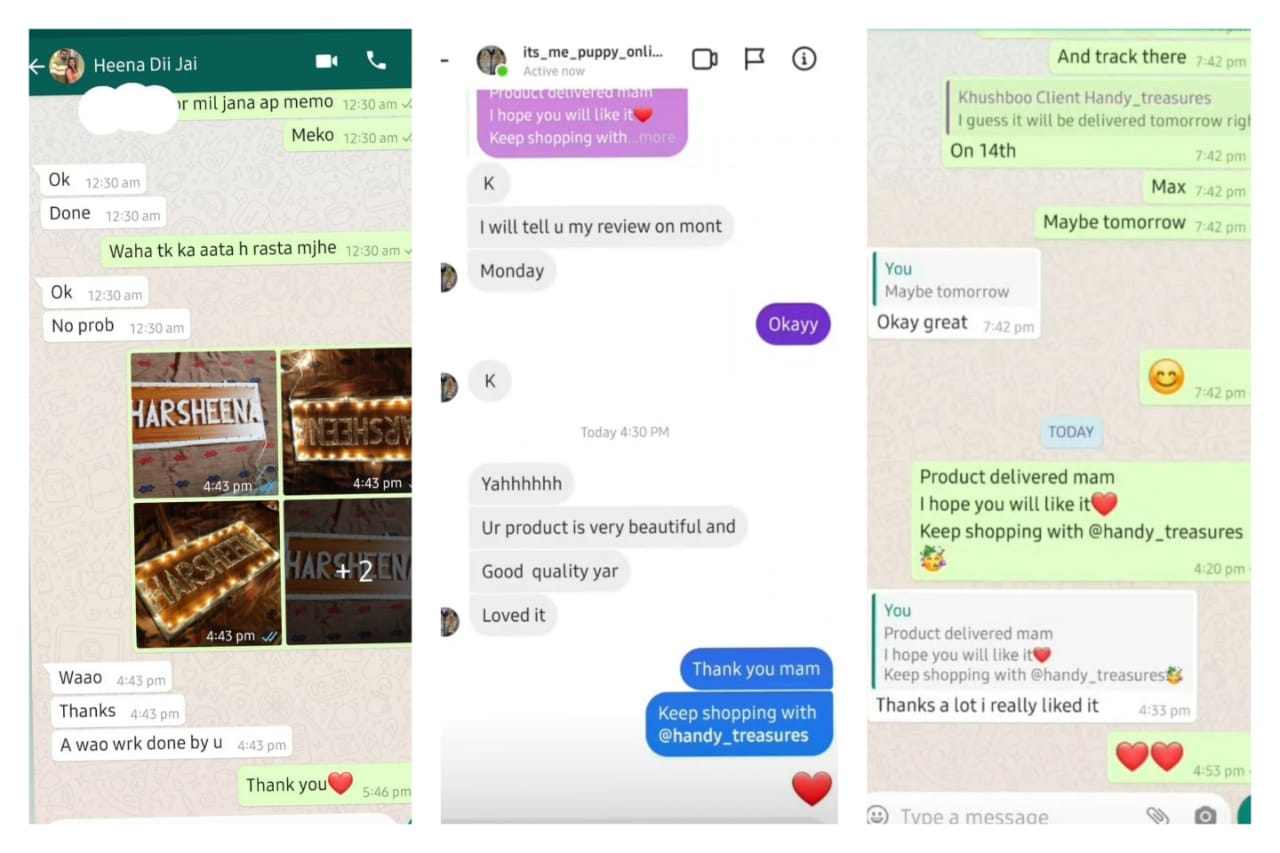 Heena Dii Jai
r mil jana ap memo 12:30 am
Meko 12:30 am
Ok 12:30 am
Done 12:30 am
Waha tk ka aata h rasta mjhe 12:30 am
Ok 12:30 am
No prob 12:30 am
HARSHEENA
4:43 pm
HARSHEENA
4:43 pm
HARSHEEN
4:43 pm
HARSHEEN
+2
Waao 4:43 pm
Thanks 4:43 pm
A wao wrk done by u 4:43 pm
Thank you❤️ 5:46 pm
its_me_puppy_onli...
Active now
Product delivered mam
I hope you will like it❤️
Keep shopping with...more
K
I will tell u my review on mont
Monday
Okayy
K
Today 4:30 PM
Yahhhhhh
Ur product is very beautiful and
Good quality yar
Loved it
Thank you mam
Keep shopping with
@handy_treasures
And track there 7:42 pm
Khushboo Client Handy_treasures
I guess it will be delivered tomorrow righ
On 14th 7:42 pm
Max 7:42 pm
Maybe tomorrow 7:42 pm
You
Maybe tomorrow
Okay great 7:42 pm
😊 7:42 pm
TODAY
Product delivered mam
I hope you will like it❤️
Keep shopping with @handy_treasures
🥳 4:20 pm
You
Product delivered mam
I hope you will like it❤️
Keep shopping with @handy_treasures🥳
Thanks a lot i really liked it 4:33 pm
❤️❤️ 4:53 pm
Type a message